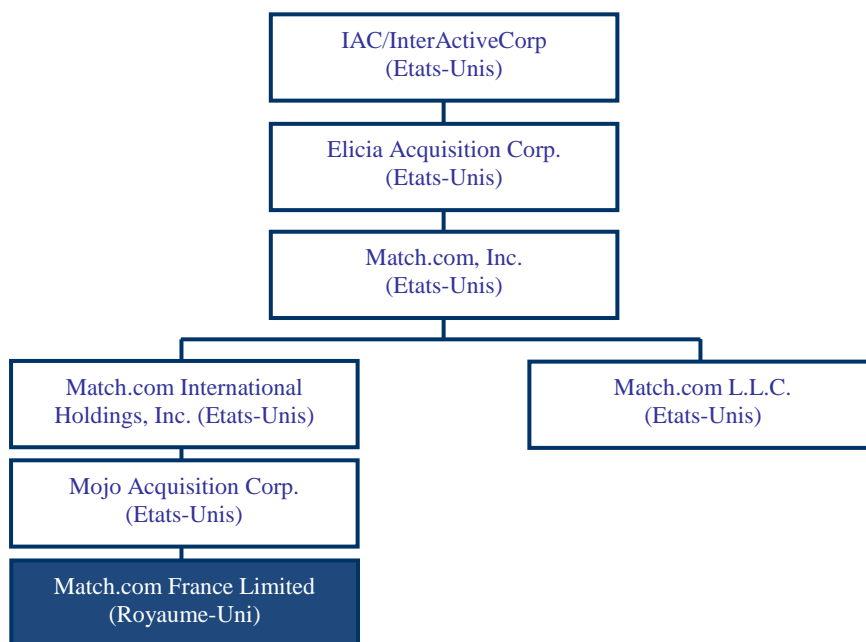 IAC/InterActiveCorp
(Etats-Unis)
Elicia Acquisition Corp.
(Etats-Unis)
Match.com, Inc.
(Etats-Unis)
Match.com International
Holdings, Inc. (Etats-Unis)
Match.com L.L.C.
(Etats-Unis)
Mojo Acquisition Corp.
(Etats-Unis)
Match.com France Limited
(Royaume-Uni)